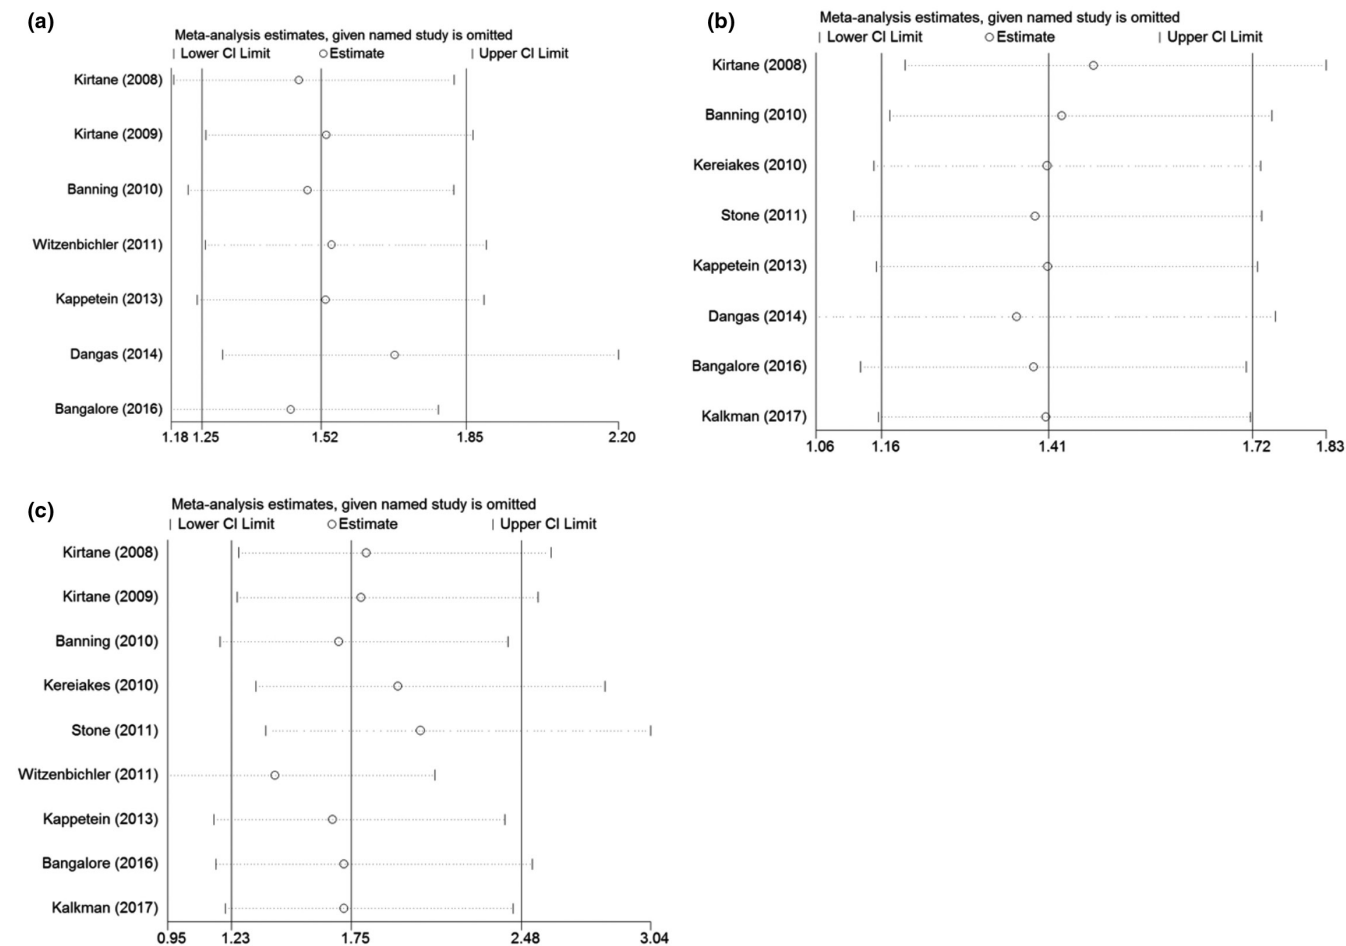 (a)
Meta-analysis estimates, given named study is omitted
| Lower CI Limit ○ Estimate | Upper CI Limit
Kirtane (2008)
Kirtane (2009)
Banning (2010)
Witzenbichler (2011)
Kappetein (2013)
Dangas (2014)
Bangalore (2016)
1.18 1.25 1.52 1.85 2.20
(b)
Meta-analysis estimates, given named study is omitted
| Lower CI Limit ○ Estimate | Upper CI Limit
Kirtane (2008)
Banning (2010)
Kereiakes (2010)
Stone (2011)
Kappetein (2013)
Dangas (2014)
Bangalore (2016)
Kalkman (2017)
1.06 1.16 1.41 1.72 1.83
(c)
Meta-analysis estimates, given named study is omitted
| Lower CI Limit ○ Estimate | Upper CI Limit
Kirtane (2008)
Kirtane (2009)
Banning (2010)
Kereiakes (2010)
Stone (2011)
Witzenbichler (2011)
Kappetein (2013)
Bangalore (2016)
Kalkman (2017)
0.95 1.23 1.75 2.48 3.04